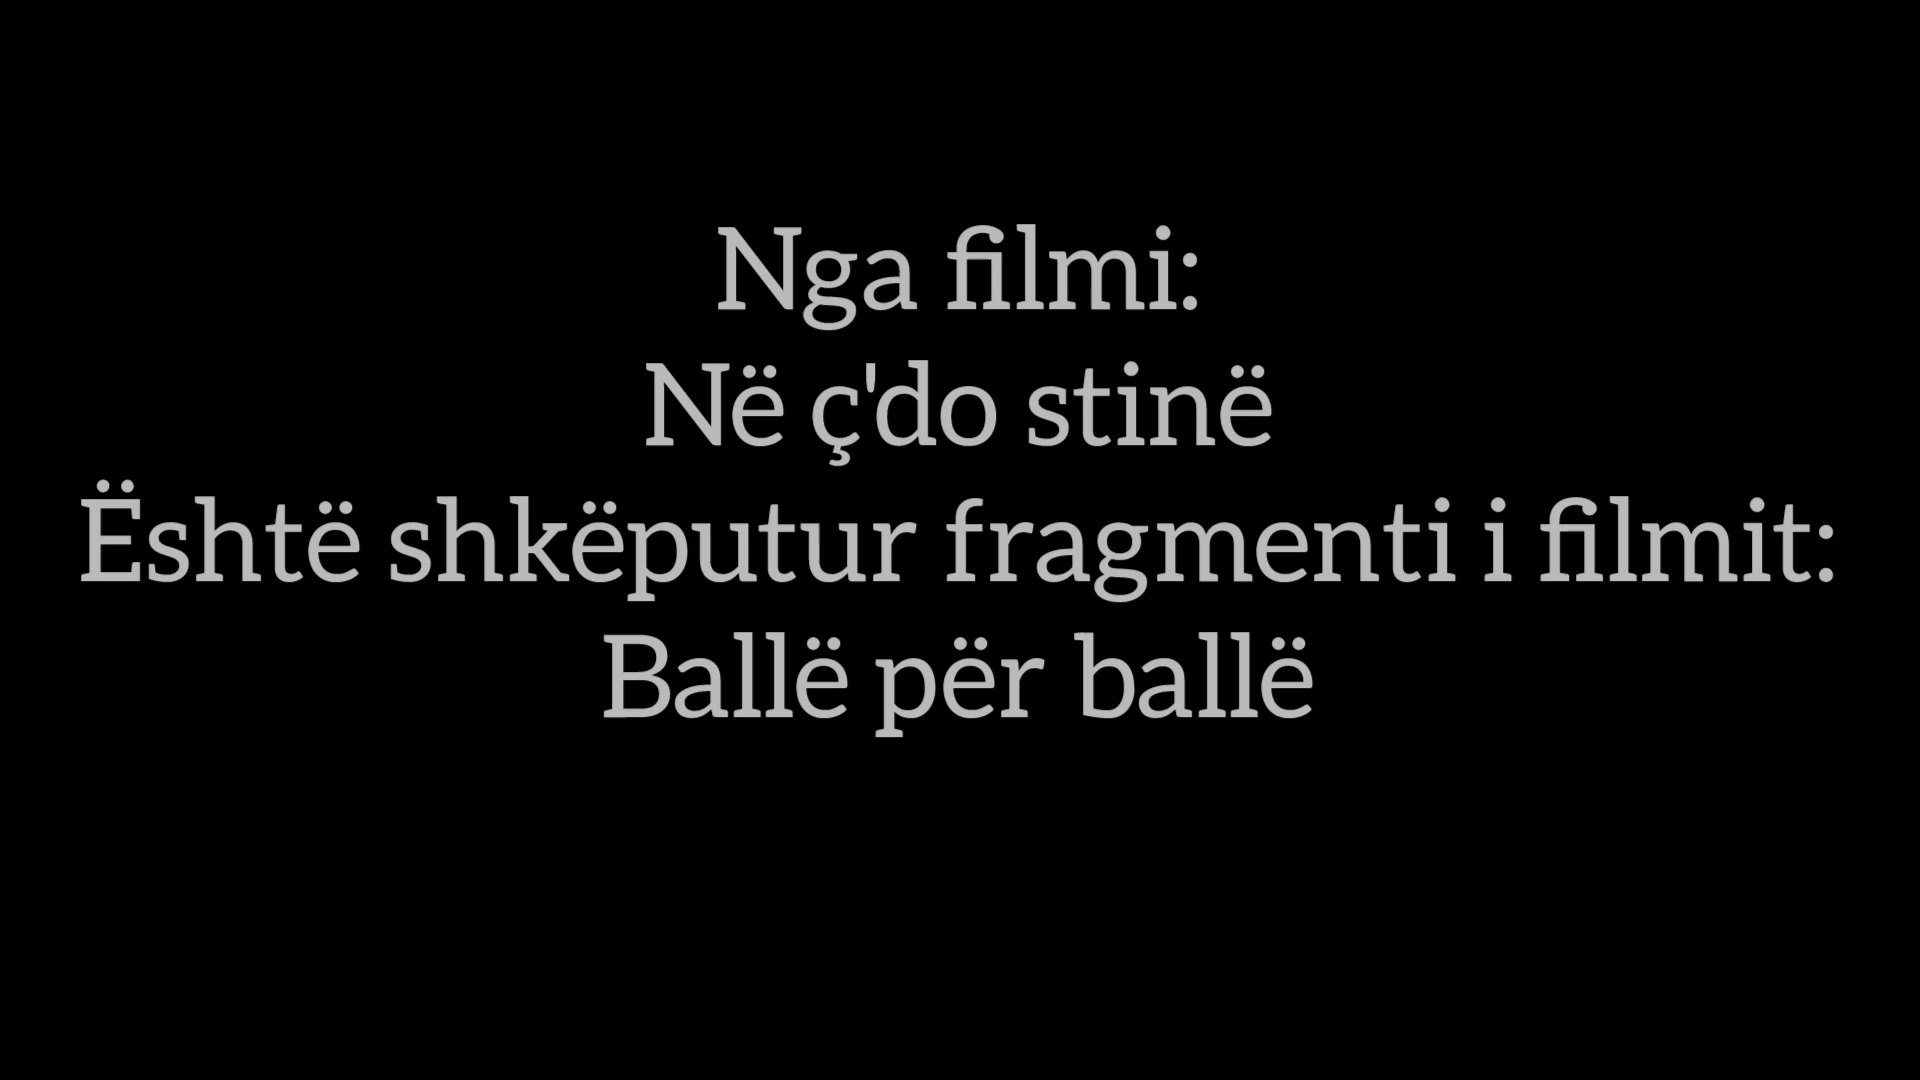 Nga filmi:
Në ç'do stinë
Është shkëputur fragmenti i filmit:
Ballë për ballë